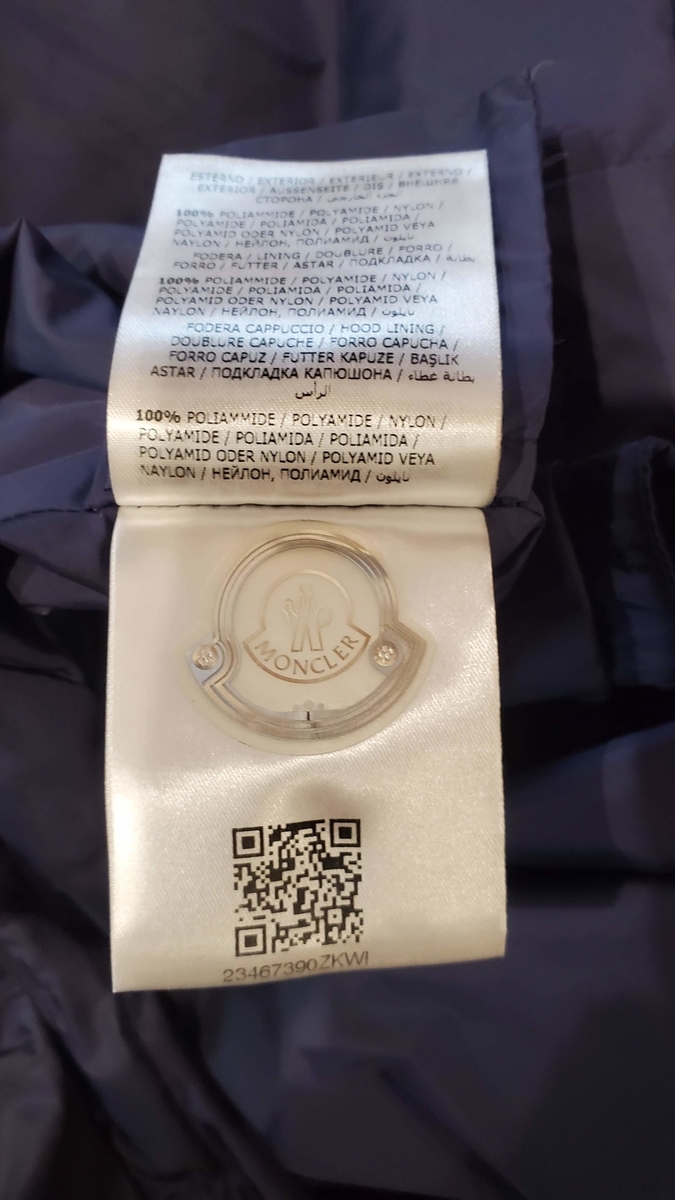 ESTERNO / EXTERIOR / EXTERIEUR / EXTERNO /
EXTERIOR / AUSSENSEITE / DIS / ВНЕШНЯЯ
СТОРОНА / الجزء الخارجي
100% POLIAMMIDE / POLYAMIDE / NYLON /
POLYAMIDE / POLIAMIDA / POLIAMIDA /
POLYAMID ODER NYLON / POLYAMID VEYA
NAYLON / НЕЙЛОН, ПОЛИАМИД / نايلون
FODERA / LINING / DOUBLURE / FORRO /
FORRO / FUTTER / ASTAR / ПОДКЛАДКА / بطانة
100% POLIAMMIDE / POLYAMIDE / NYLON /
POLYAMIDE / POLIAMIDA / POLIAMIDA /
POLYAMID ODER NYLON / POLYAMID VEYA
NAYLON / НЕЙЛОН, ПОЛИАМИД / نايلون
FODERA CAPPUCCIO / HOOD LINING /
DOUBLURE CAPUCHE / FORRO CAPUCHA /
FORRO CAPUZ / FUTTER KAPUZE / BAŞLIK
ASTAR / ПОДКЛАДКА КАПЮШОНА / بطانة غطاء
الرأس
100% POLIAMMIDE / POLYAMIDE / NYLON /
POLYAMIDE / POLIAMIDA / POLIAMIDA /
POLYAMID ODER NYLON / POLYAMID VEYA
NAYLON / НЕЙЛОН, ПОЛИАМИД / نايلون
MONCLER
23467390ZKWI